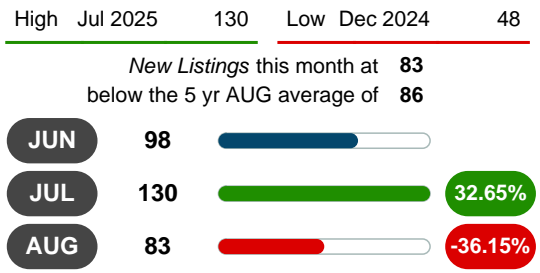 High Jul 2025 130 Low Dec 2024 48
New Listings this month at 83
below the 5 yr AUG average of 86
JUN 98
JUL 130 32.65%
AUG 83 -36.15%